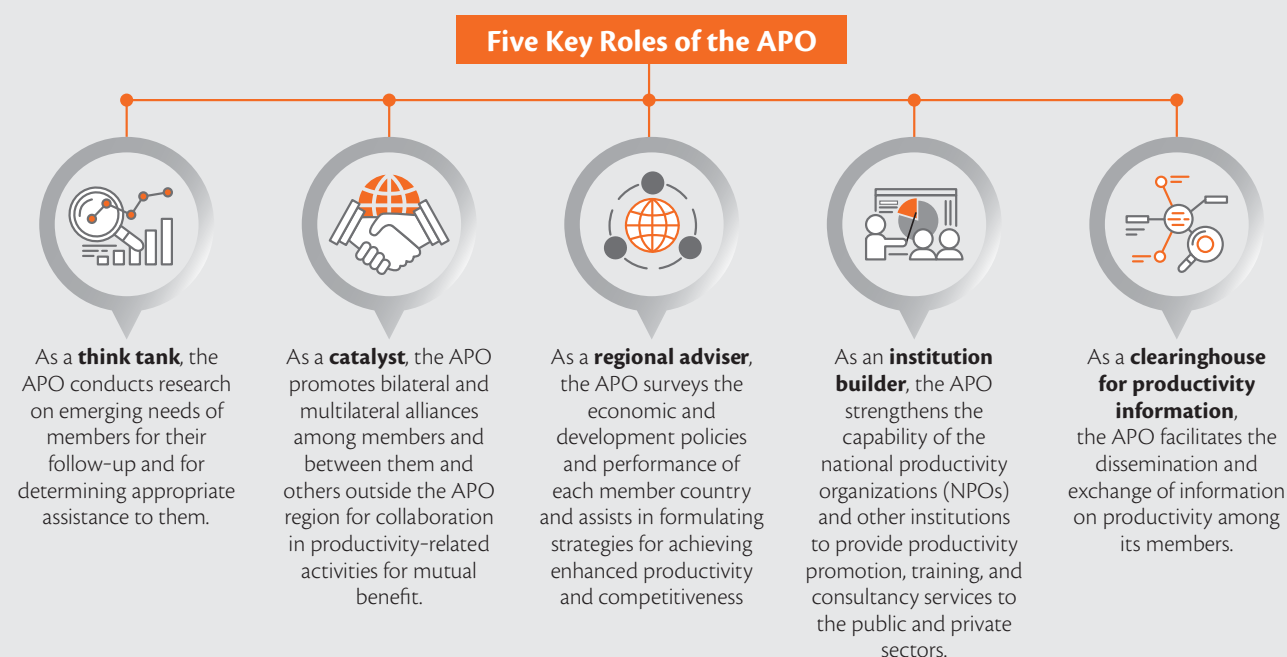 Five Key Roles of the APO
As a think tank, the
APO conducts research
on emerging needs of
members for their
follow-up and for
determining appropriate
assistance to them.
As a catalyst, the APO
promotes bilateral and
multilateral alliances
among members and
between them and
others outside the APO
region for collaboration
in productivity-related
activities for mutual
benefit.
As a regional adviser,
the APO surveys the
economic and
development policies
and performance of
each member country
and assists in formulating
strategies for achieving
enhanced productivity
and competitiveness
As an institution
builder, the APO
strengthens the
capability of the
national productivity
organizations (NPOs)
and other institutions
to provide productivity
promotion, training, and
consultancy services to
the public and private
sectors.
As a clearinghouse
for productivity
information,
the APO facilitates the
dissemination and
exchange of information
on productivity among
its members.